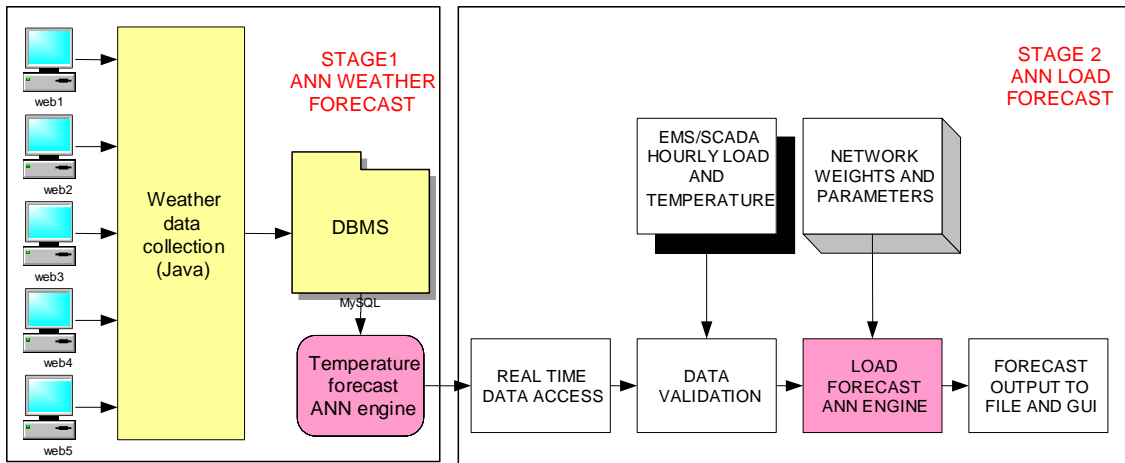 web1
web2
web3
web4
web5
Weather
data
collection
(Java)
STAGE1
ANN WEATHER
FORECAST
DBMS
MySQL
Temperature
forecast
ANN engine
STAGE 2
ANN LOAD
FORECAST
EMS/SCADA
HOURLY LOAD
AND
TEMPERATURE
NETWORK
WEIGHTS AND
PARAMETERS
REAL TIME
DATA ACCESS
DATA
VALIDATION
LOAD
FORECAST
ANN ENGINE
FORECAST
OUTPUT TO
FILE AND GUI